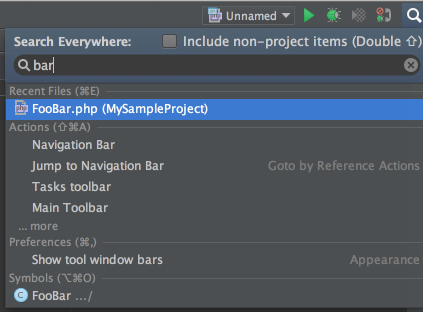 php Unnamed
Search Everywhere: Include non-project items (Double ⇧)
bar
Recent Files (⌘E)
php FooBar.php (MySampleProject)
Actions (⇧⌘A)
Navigation Bar
Jump to Navigation Bar Goto by Reference Actions
Tasks toolbar
Main Toolbar
... more
Preferences (⌘,)
Show tool window bars Appearance
Symbols (⌥⌘O)
C FooBar .../